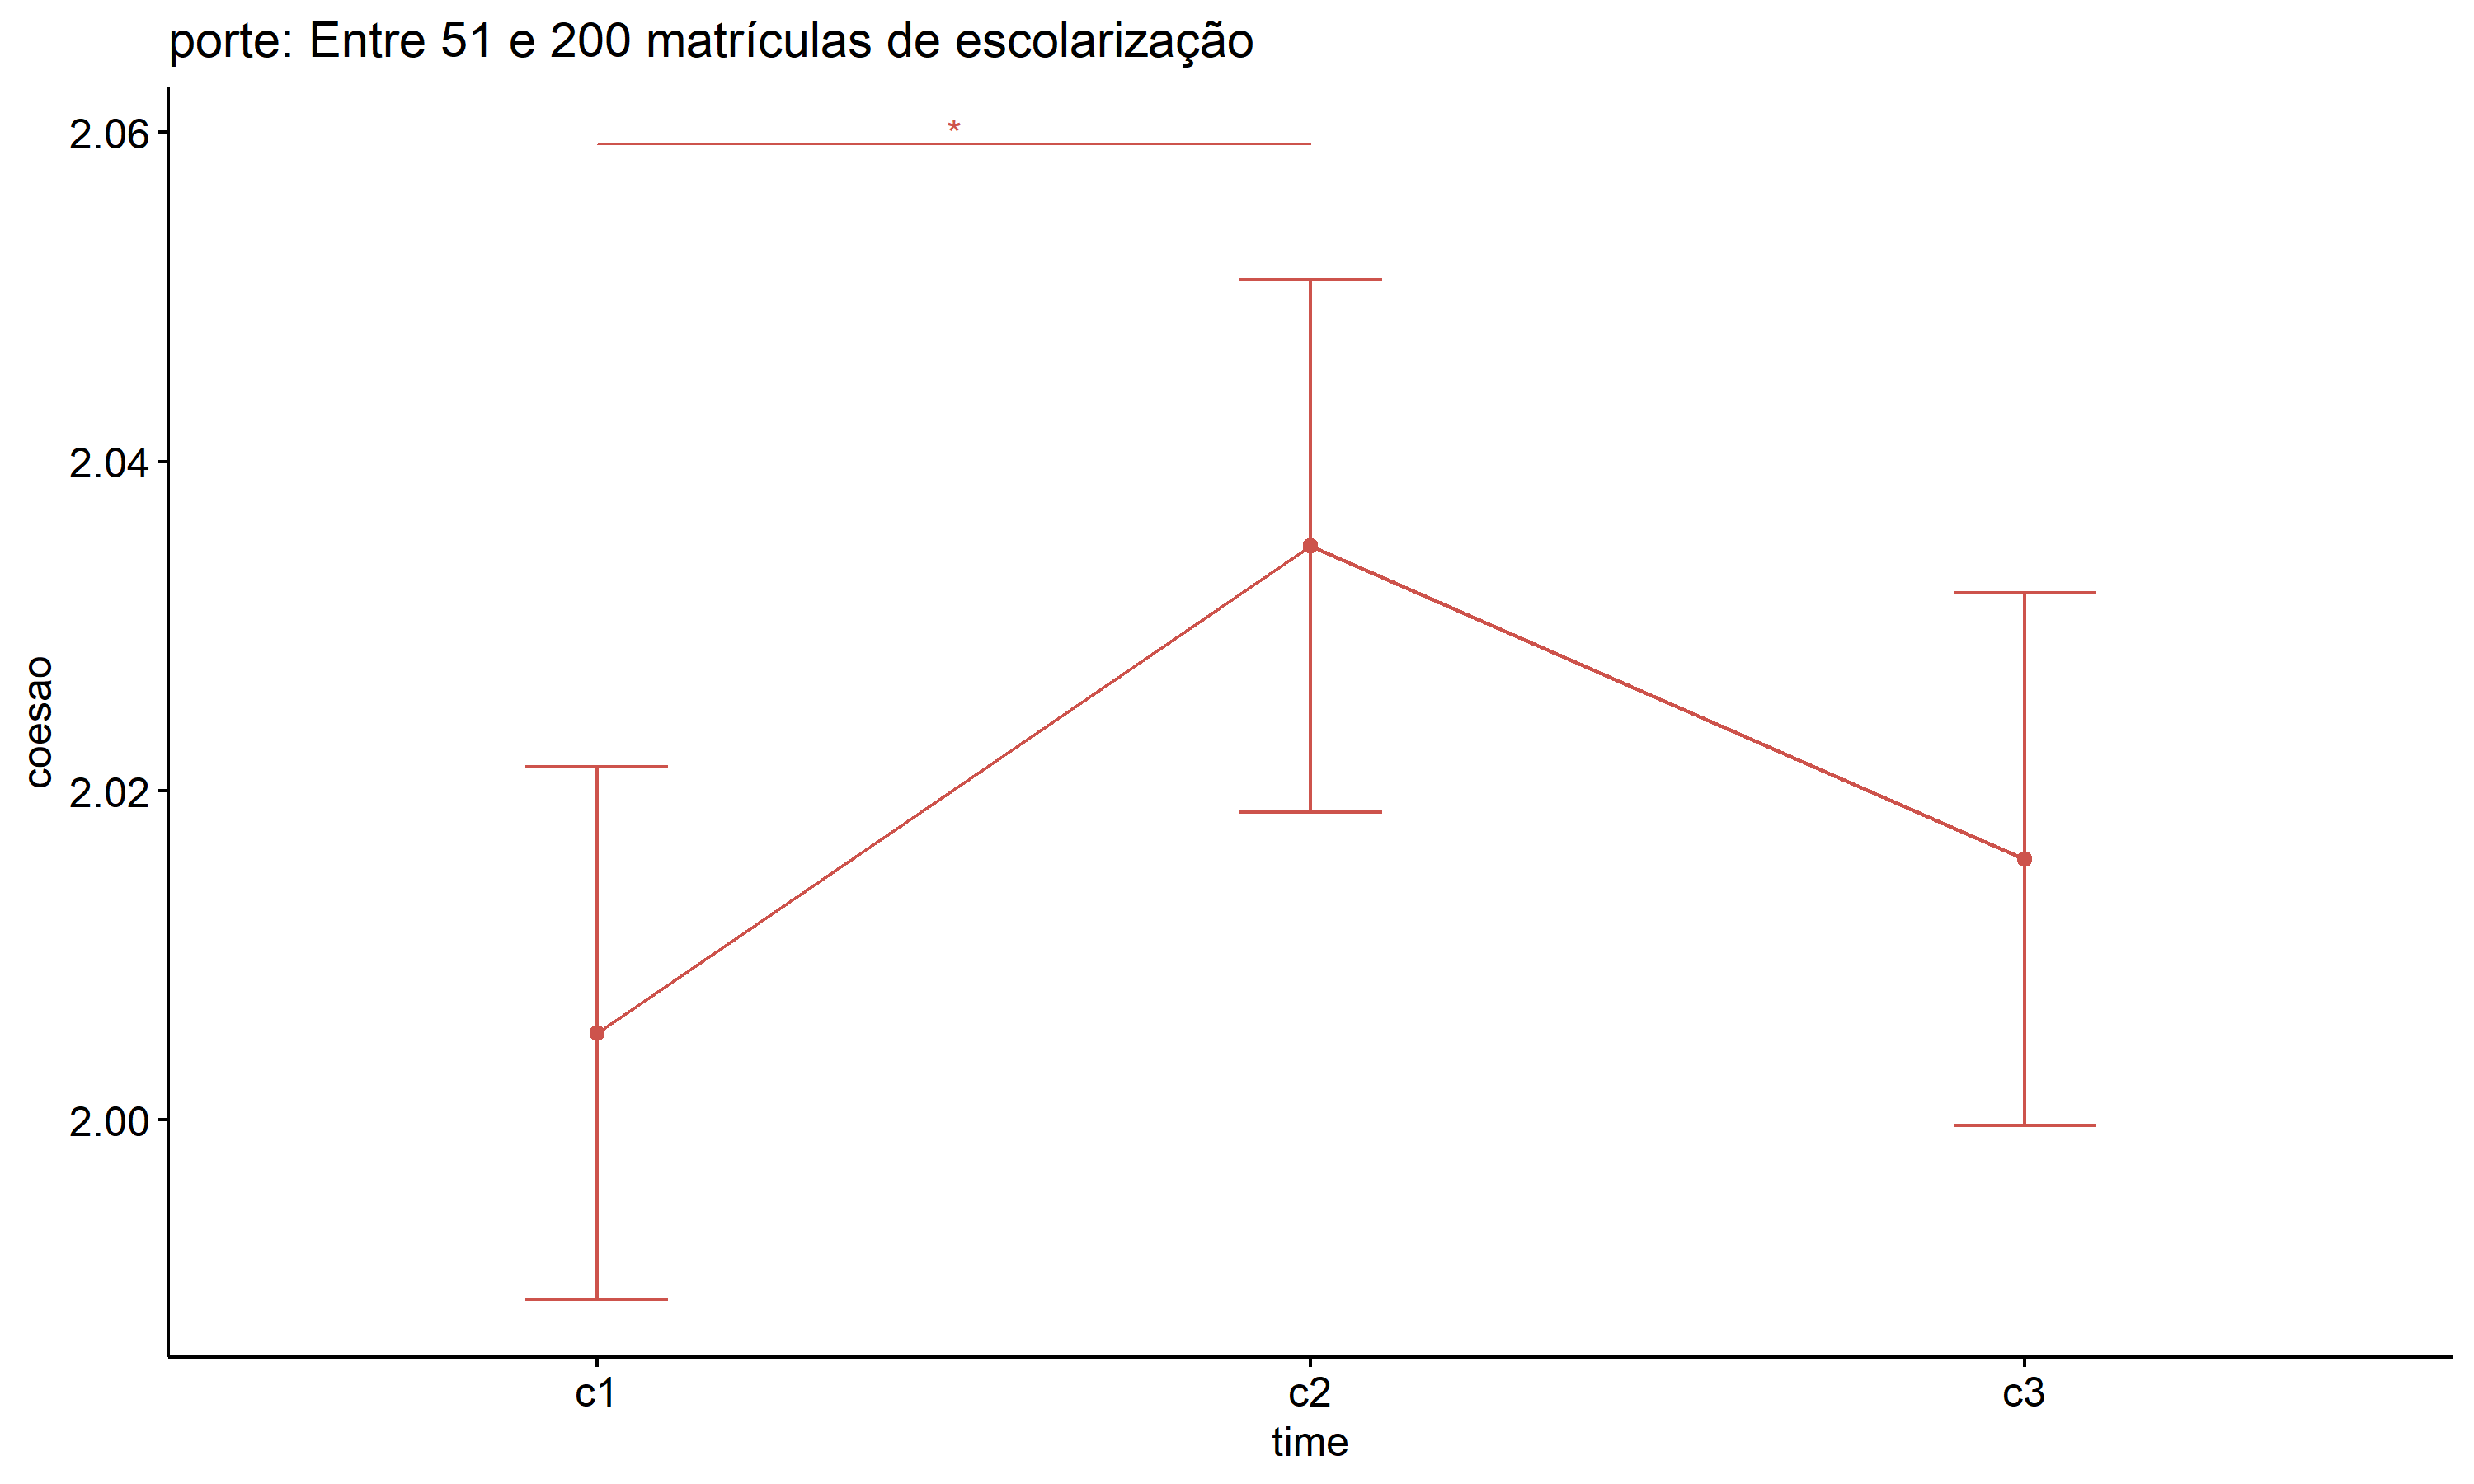 porte: Entre 51 e 200 matrículas de escolarização
*
2.06
2.04
2.02
2.00
coesao
c1
c2
c3
time